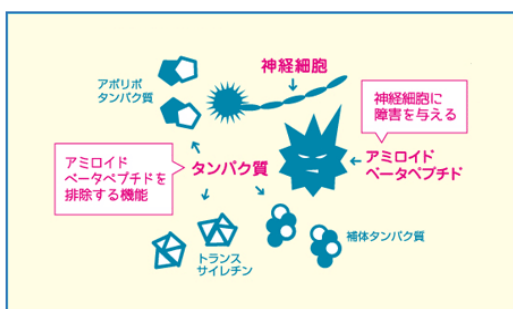 神経細胞
アポリポ
タンパク質
神経細胞に
障害を与える
アミロイド
ベータペプチドを
排除する機能
タンパク質
アミロイド
ベータペプチド
トランス
サイレチン
補体タンパク質